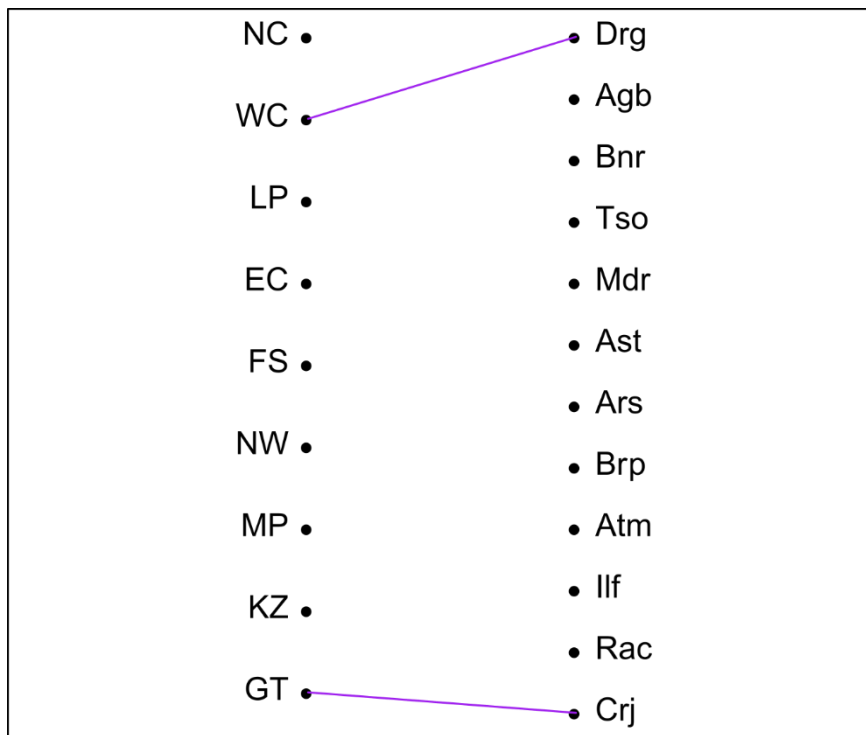 NC
WC
LP
EC
FS
NW
MP
KZ
GT
Drg
Agb
Bnr
Tso
Mdr
Ast
Ars
Brp
Atm
Ilf
Rac
Crj